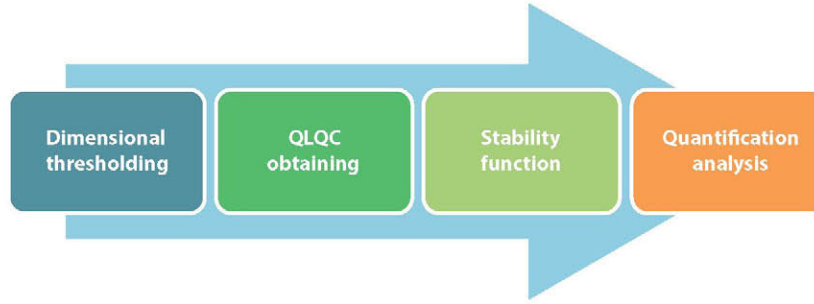 Dimensional
thresholding
QLQC
obtaining
Stability
function
Quantification
analysis